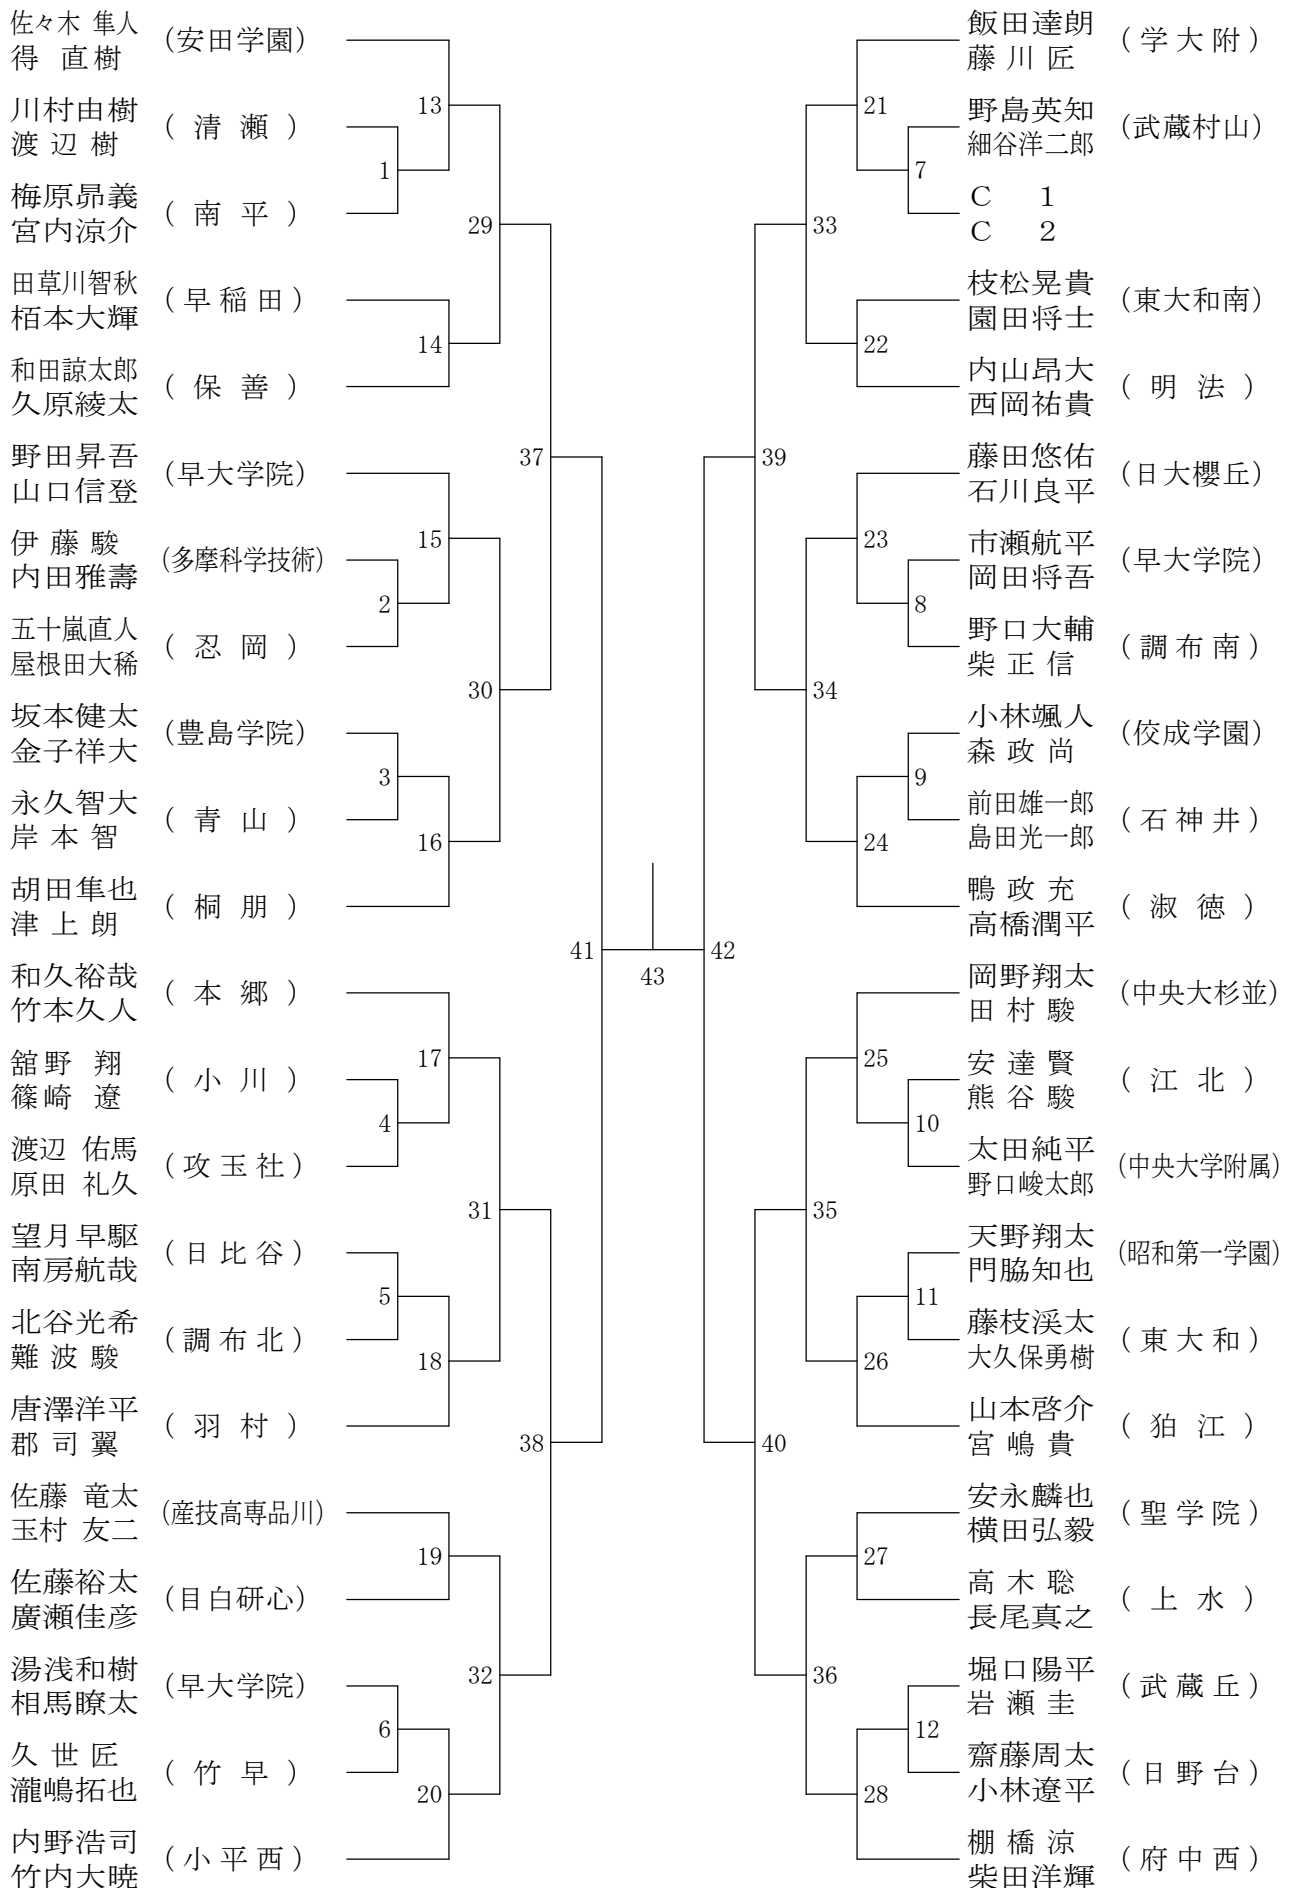 佐々木 隼人
得 直樹 (安田学園)
川村由樹
渡辺樹 (清瀬)
梅原昴義
宮内涼介 (南平)
田草川智秋
栢本大輝 (早稲田)
和田諒太郎
久原綾太 (保善)
野田昇吾
山口信登 (早大学院)
伊藤駿
内田雅壽 (多摩科学技術)
五十嵐直人
屋根田大稀 (忍岡)
坂本健太
金子祥大 (豊島学院)
永久智大
岸本智 (青山)
胡田隼也
津上朗 (桐朋)
和久裕哉
竹本久人 (本郷)
舘野 翔
篠崎 遼 (小川)
渡辺 佑馬
原田 礼久 (攻玉社)
望月早駆
南房航哉 (日比谷)
北谷光希
難波駿 (調布北)
唐澤洋平
郡司翼 (羽村)
佐藤 竜太
玉村 友二 (産技高専品川)
佐藤裕太
廣瀬佳彦 (目白研心)
湯浅和樹
相馬瞭太 (早大学院)
久世匠
瀧嶋拓也 (竹早)
内野浩司
竹内大暁 (小平西)
13
1
29
14
37
15
2
30
3
16
41
17
4
31
5
18
38
19
32
6
20
43
42
21
7
33
22
39
23
8
34
9
24
25
10
35
11
26
40
27
36
12
28
飯田達朗
藤川匠 (学大附)
野島英知
細谷洋二郎 (武蔵村山)
C 1
C 2
枝松晃貴
園田将士 (東大和南)
内山昂大
西岡祐貴 (明法)
藤田悠佑
石川良平 (日大櫻丘)
市瀬航平
岡田将吾 (早大学院)
野口大輔
柴正信 (調布南)
小林颯人
森政尚 (佼成学園)
前田雄一郎
島田光一郎 (石神井)
鴨政充
高橋潤平 (淑徳)
岡野翔太
田村駿 (中央大杉並)
安達賢
熊谷駿 (江北)
太田純平
野口峻太郎 (中央大学附属)
天野翔太
門脇知也 (昭和第一学園)
藤枝渓太
大久保勇樹 (東大和)
山本啓介
宮嶋貴 (狛江)
安永麟也
横田弘毅 (聖学院)
高木聡
長尾真之 (上水)
堀口陽平
岩瀬圭 (武蔵丘)
齋藤周太
小林遼平 (日野台)
棚橋涼
柴田洋輝 (府中西)